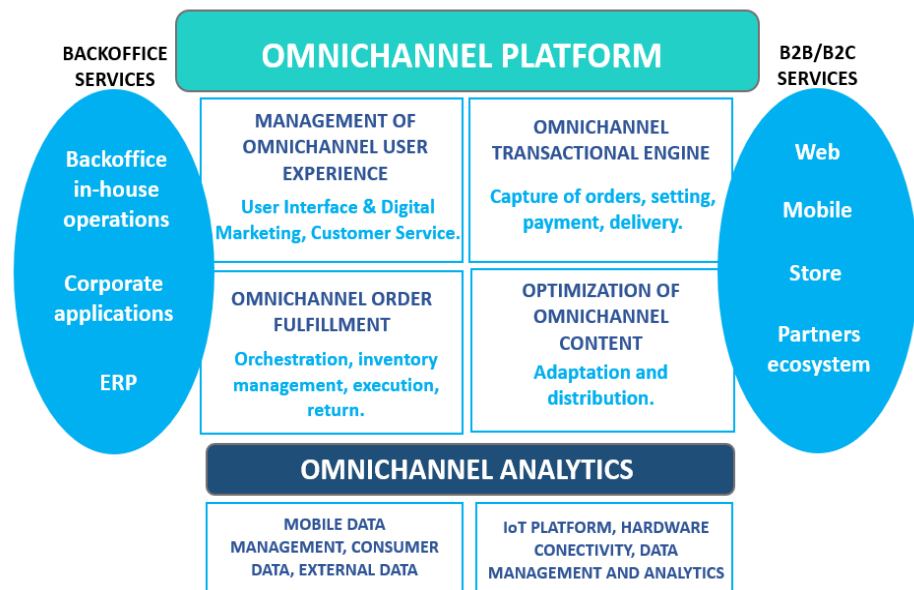 OMNICHANNEL PLATFORM
BACKOFFICE
SERVICES
B2B/B2C
SERVICES
Backoffice
in-house
operations
Corporate
applications
ERP
MANAGEMENT OF
OMNICHANNEL USER
EXPERIENCE
User Interface & Digital
Marketing, Customer Service.
OMNICHANNEL
TRANSACTIONAL ENGINE
Capture of orders, setting,
payment, delivery.
OMNICHANNEL ORDER
FULFILLMENT
Orchestration, inventory
management, execution,
return.
OPTIMIZATION OF
OMNICHANNEL
CONTENT
Adaptation and
distribution.
Web
Mobile
Store
Partners
ecosystem
OMNICHANNEL ANALYTICS
MOBILE DATA
MANAGEMENT, CONSUMER
DATA, EXTERNAL DATA
IoT PLATFORM, HARDWARE
CONECTIVITY, DATA
MANAGEMENT AND ANALYTICS